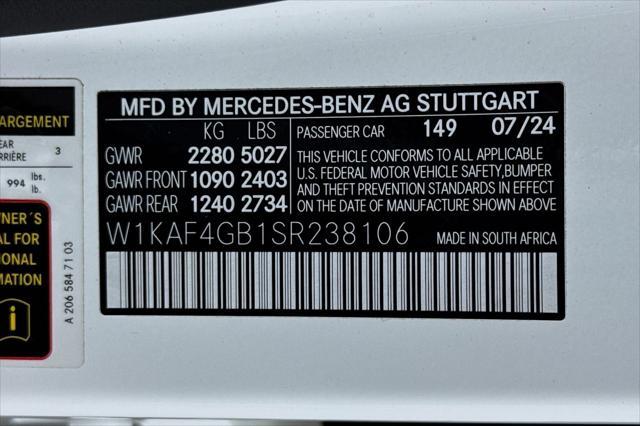 ARGEMENT
EAR
RRIÈRE 3
994 lbs.
lb.
WNER´S
AL FOR
IONAL
MATION
i
A 206 584 71 03
MFD BY MERCEDES-BENZ AG STUTTGART
KG LBS
GVWR 2280 5027
GAWR FRONT 1090 2403
GAWR REAR 1240 2734
PASSENGER CAR 149 07/24
THIS VEHICLE CONFORMS TO ALL APPLICABLE
U.S. FEDERAL MOTOR VEHICLE SAFETY,BUMPER
AND THEFT PREVENTION STANDARDS IN EFFECT
ON THE DATE OF MANUFACTURE SHOWN ABOVE
W1KAF4GB1SR238106 MADE IN SOUTH AFRICA